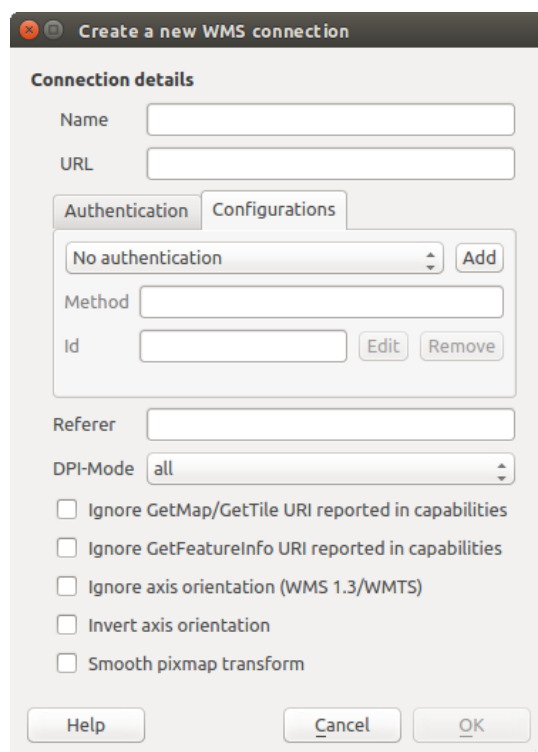 Create a new WMS connection
Connection details
Name
URL
Authentication Configurations
No authentication Add
Method
Id Edit Remove
Referer
DPI-Mode all
Ignore GetMap/GetTile URI reported in capabilities
Ignore GetFeatureInfo URI reported in capabilities
Ignore axis orientation (WMS 1.3/WMTS)
Invert axis orientation
Smooth pixmap transform
Help Cancel OK